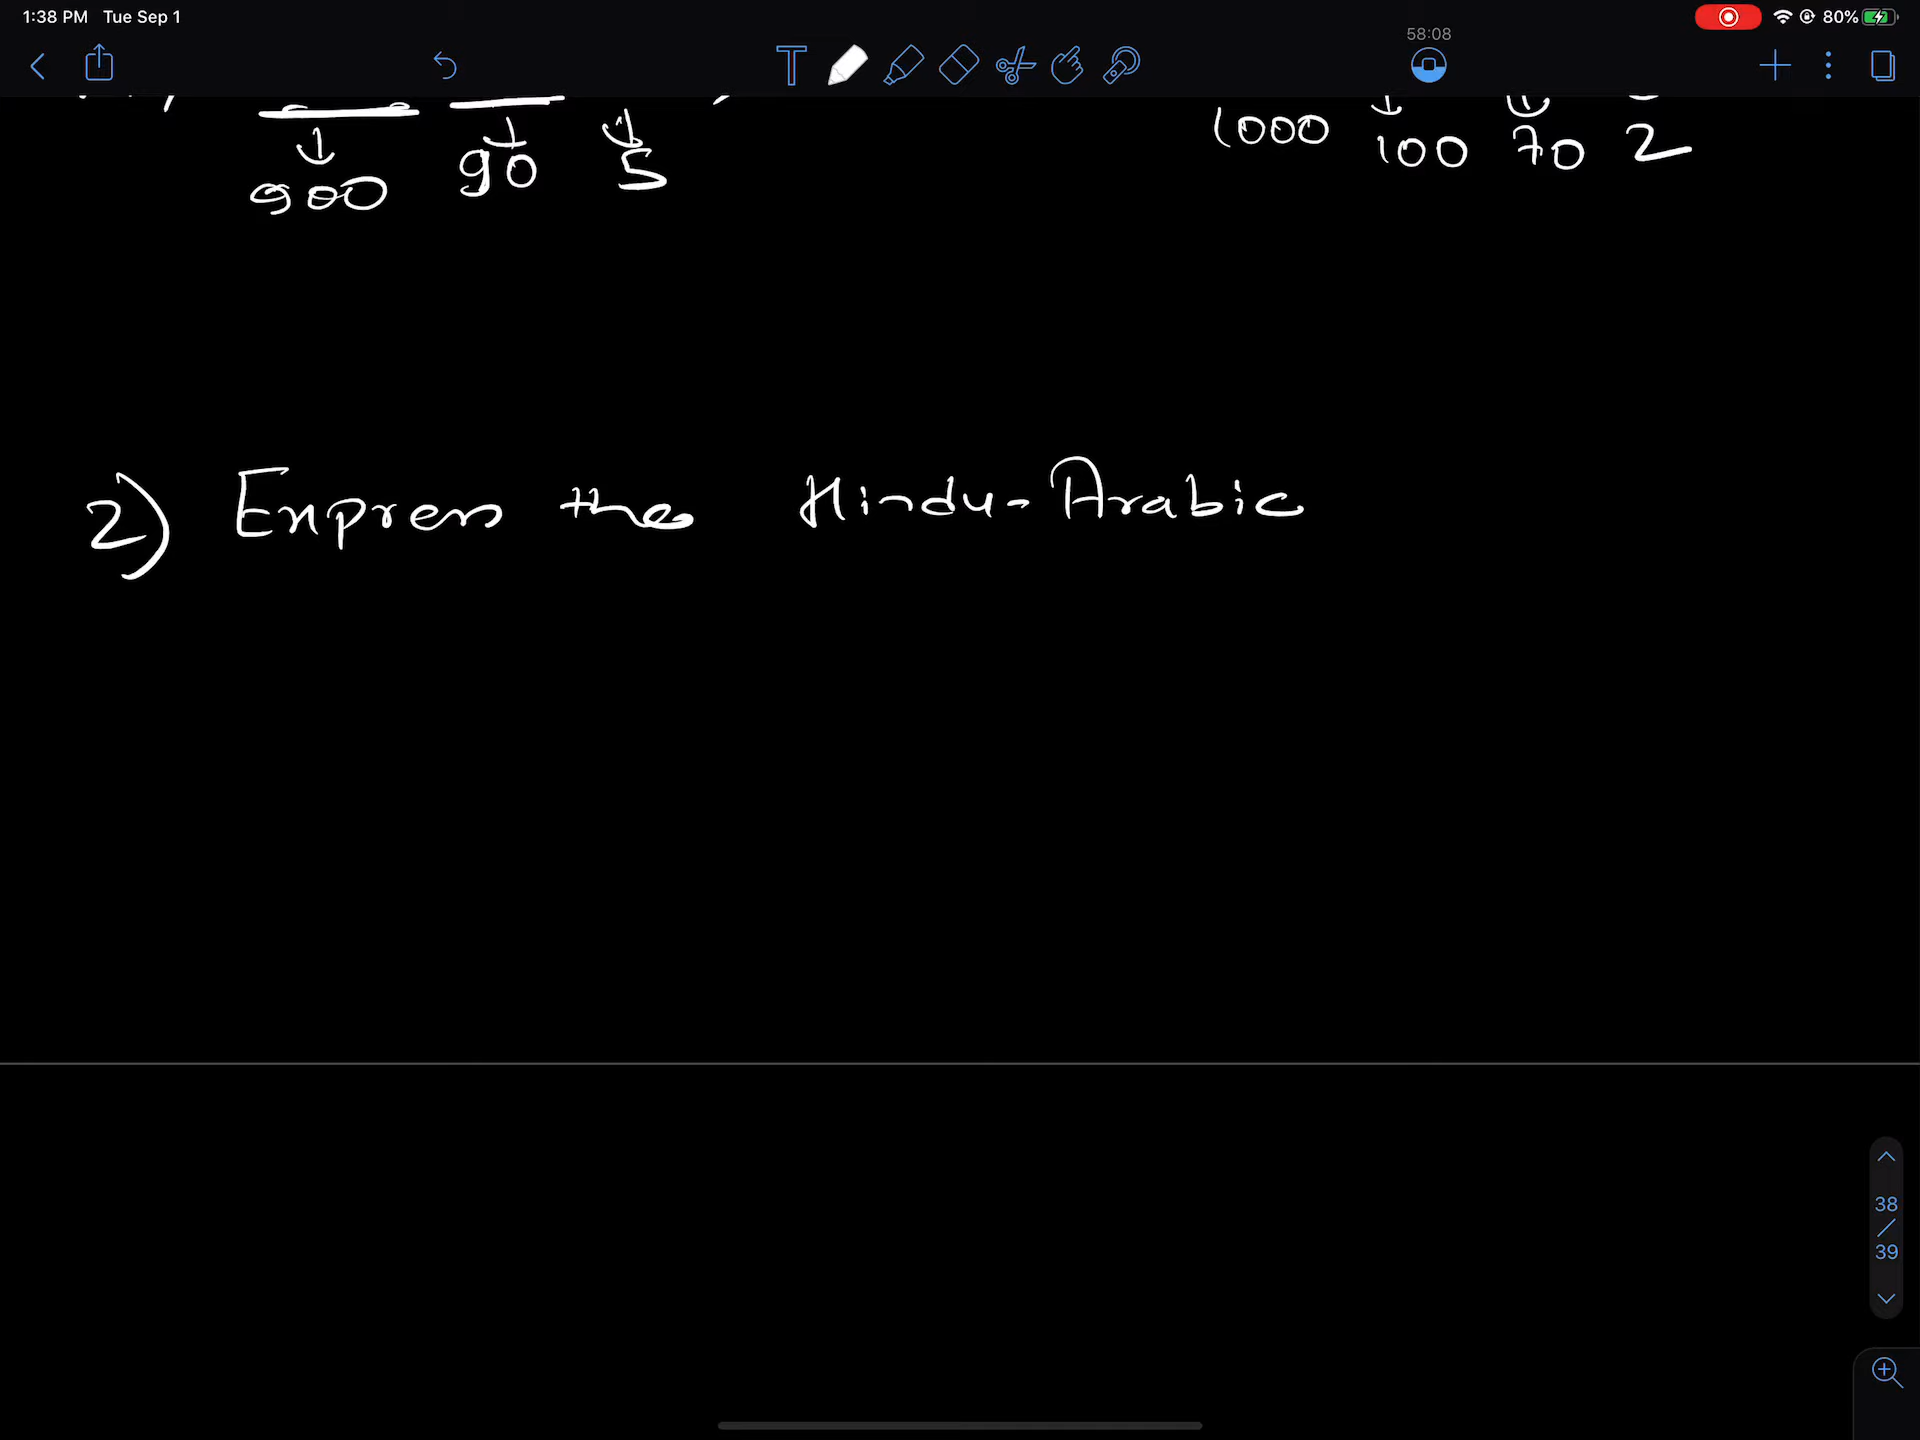 1:38 PM Tue Sep 1
80%
58:08
1000 100 70 2
900 90 5
2) Express the Hindu-Arabic
38
/
39